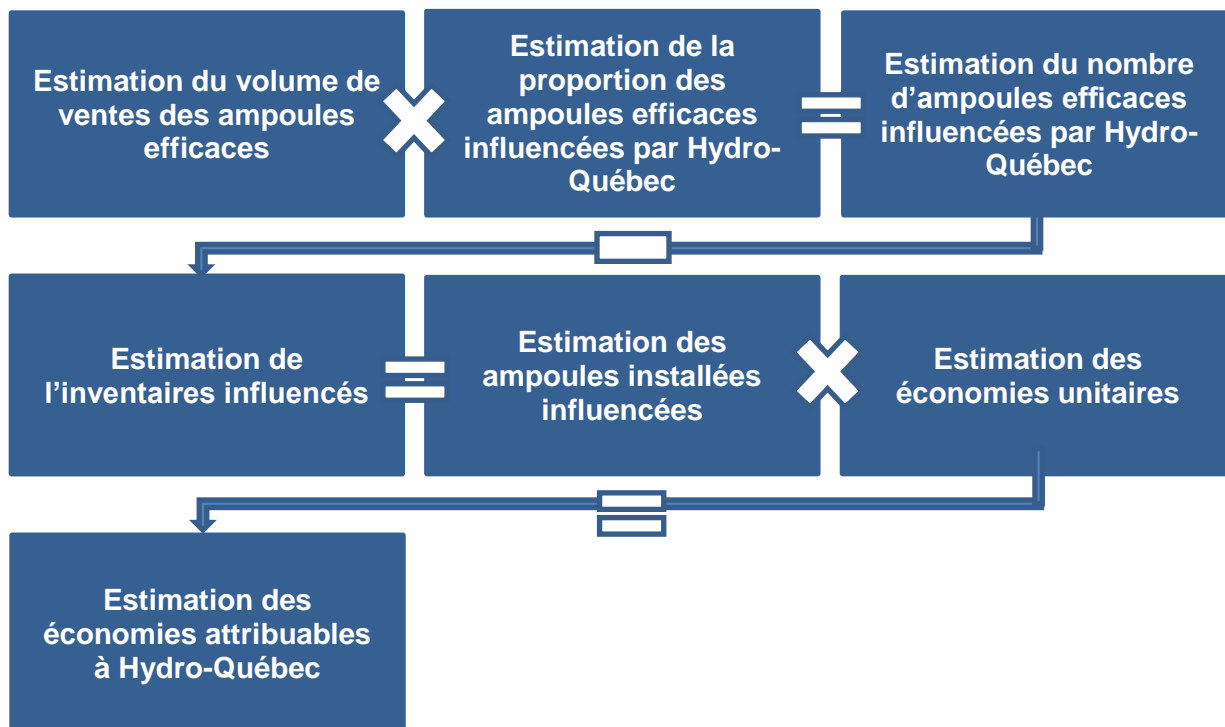 Estimation du volume de
ventes des ampoules
efficaces
Estimation de la
proportion des
ampoules efficaces
influencées par Hydro-
Québec
Estimation du nombre
d'ampoules efficaces
influencées par Hydro-
Québec
Estimation de
l'inventaires influencés
Estimation des
ampoules installées
influencées
Estimation des
économies unitaires
Estimation des
économies attribuables
à Hydro-Québec